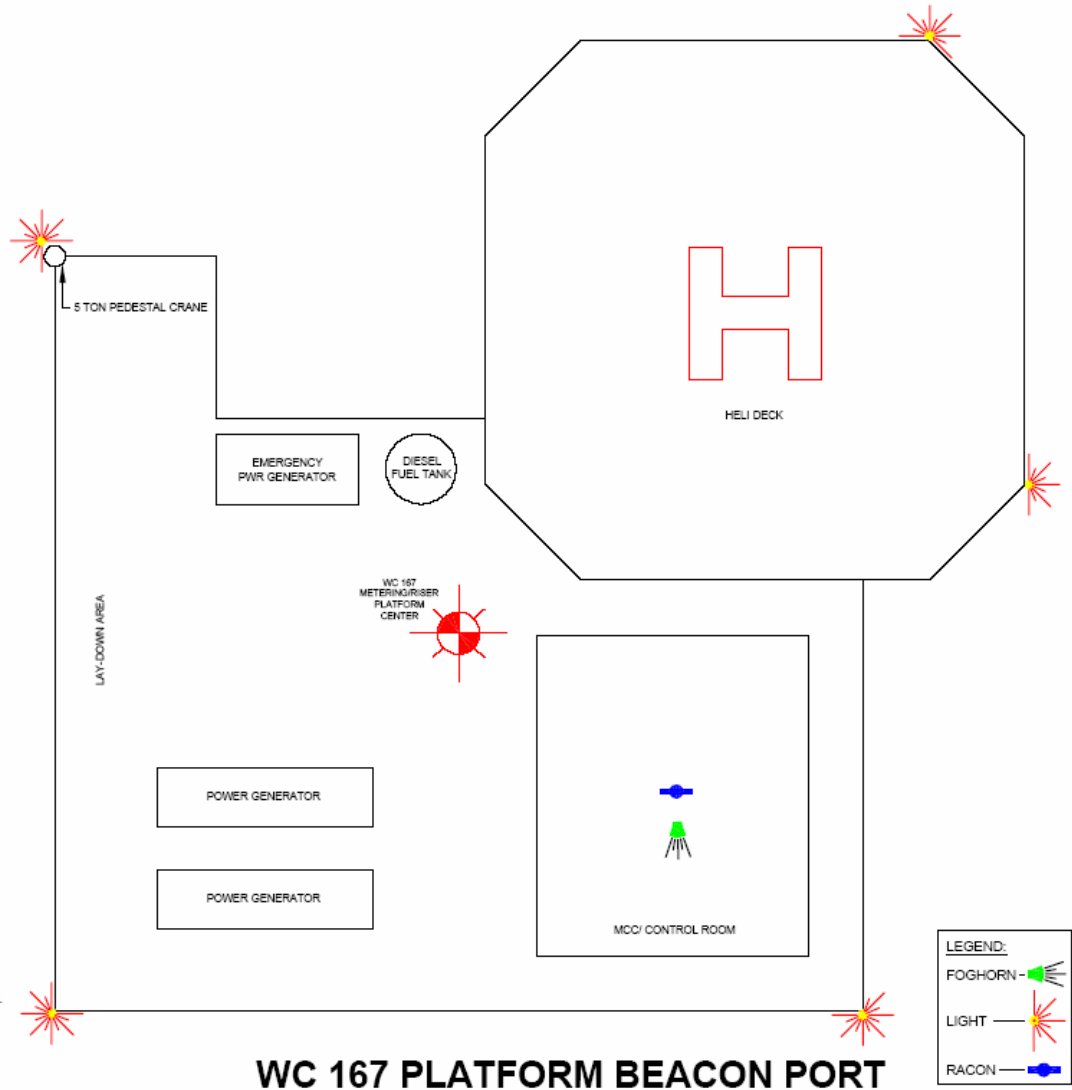 5 TON PEDESTAL CRANE
HELI DECK
EMERGENCY
PWR GENERATOR
DIESEL
FUEL TANK
WC 167
METERING/RISER
PLATFORM
CENTER
LAY-DOWN AREA
POWER GENERATOR
POWER GENERATOR
MCC/ CONTROL ROOM
LEGEND:
FOGHORN
LIGHT
RACON
WC 167 PLATFORM BEACON PORT